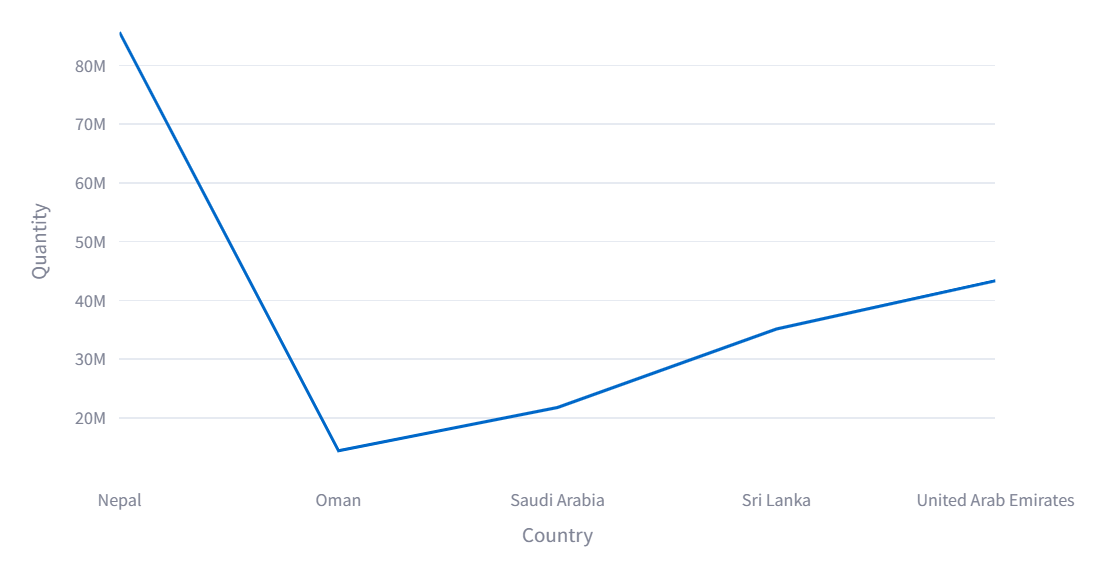 80M
70M
60M
50M
40M
30M
20M
Quantity
Nepal Oman Saudi Arabia Sri Lanka United Arab Emirates
Country